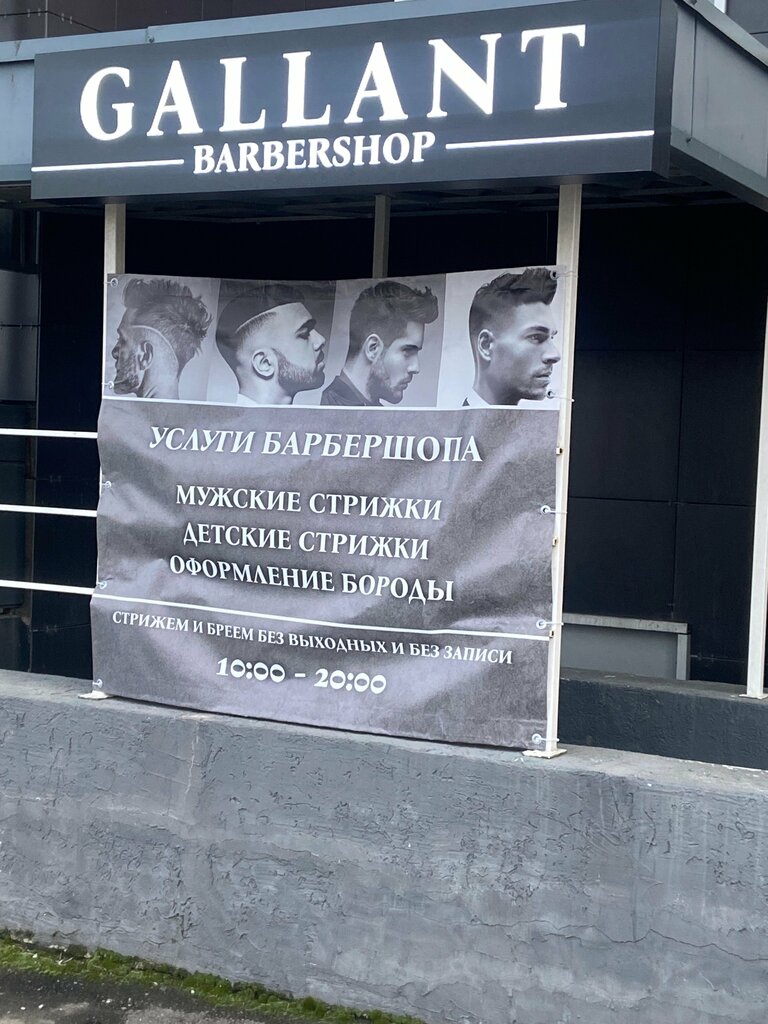 GALLANT
BARBERSHOP
УСЛУГИ БАРБЕРШОПА
МУЖСКИЕ СТРИЖКИ
ДЕТСКИЕ СТРИЖКИ
ОФОРМЛЕНИЕ БОРОДЫ
СТРИЖЕМ И БРЕЕМ БЕЗ ВЫХОДНЫХ И БЕЗ ЗАПИСИ
10:00 - 20:00